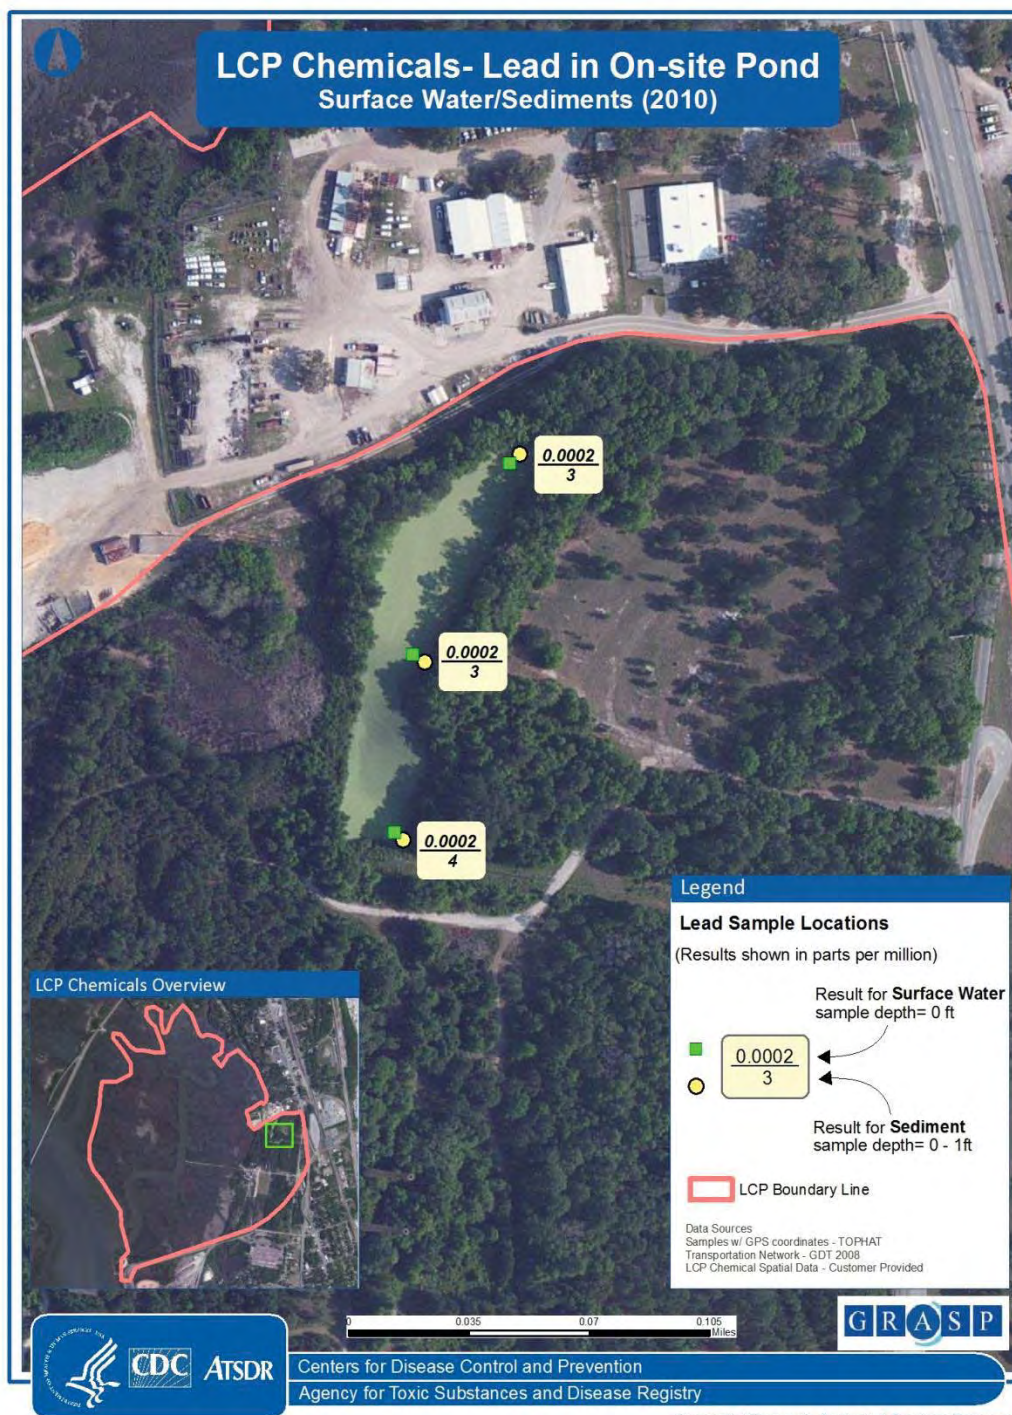 LCP Chemicals- Lead in On-site Pond
Surface Water/Sediments (2010)
0.0002
3
0.0002
3
0.0002
4
Legend
Lead Sample Locations
(Results shown in parts per million)
Result for Surface Water
sample depth= 0 ft
0.0002
3
Result for Sediment
sample depth= 0 - 1ft
LCP Boundary Line
Data Sources
Samples w/ GPS coordinates - TOPHAT
Transportation Network - GDT 2008
LCP Chemical Spatial Data - Customer Provided
LCP Chemicals Overview
0 0.035 0.07 0.105
Miles
GRASP
CDC
ATSDR
Centers for Disease Control and Prevention
Agency for Toxic Substances and Disease Registry